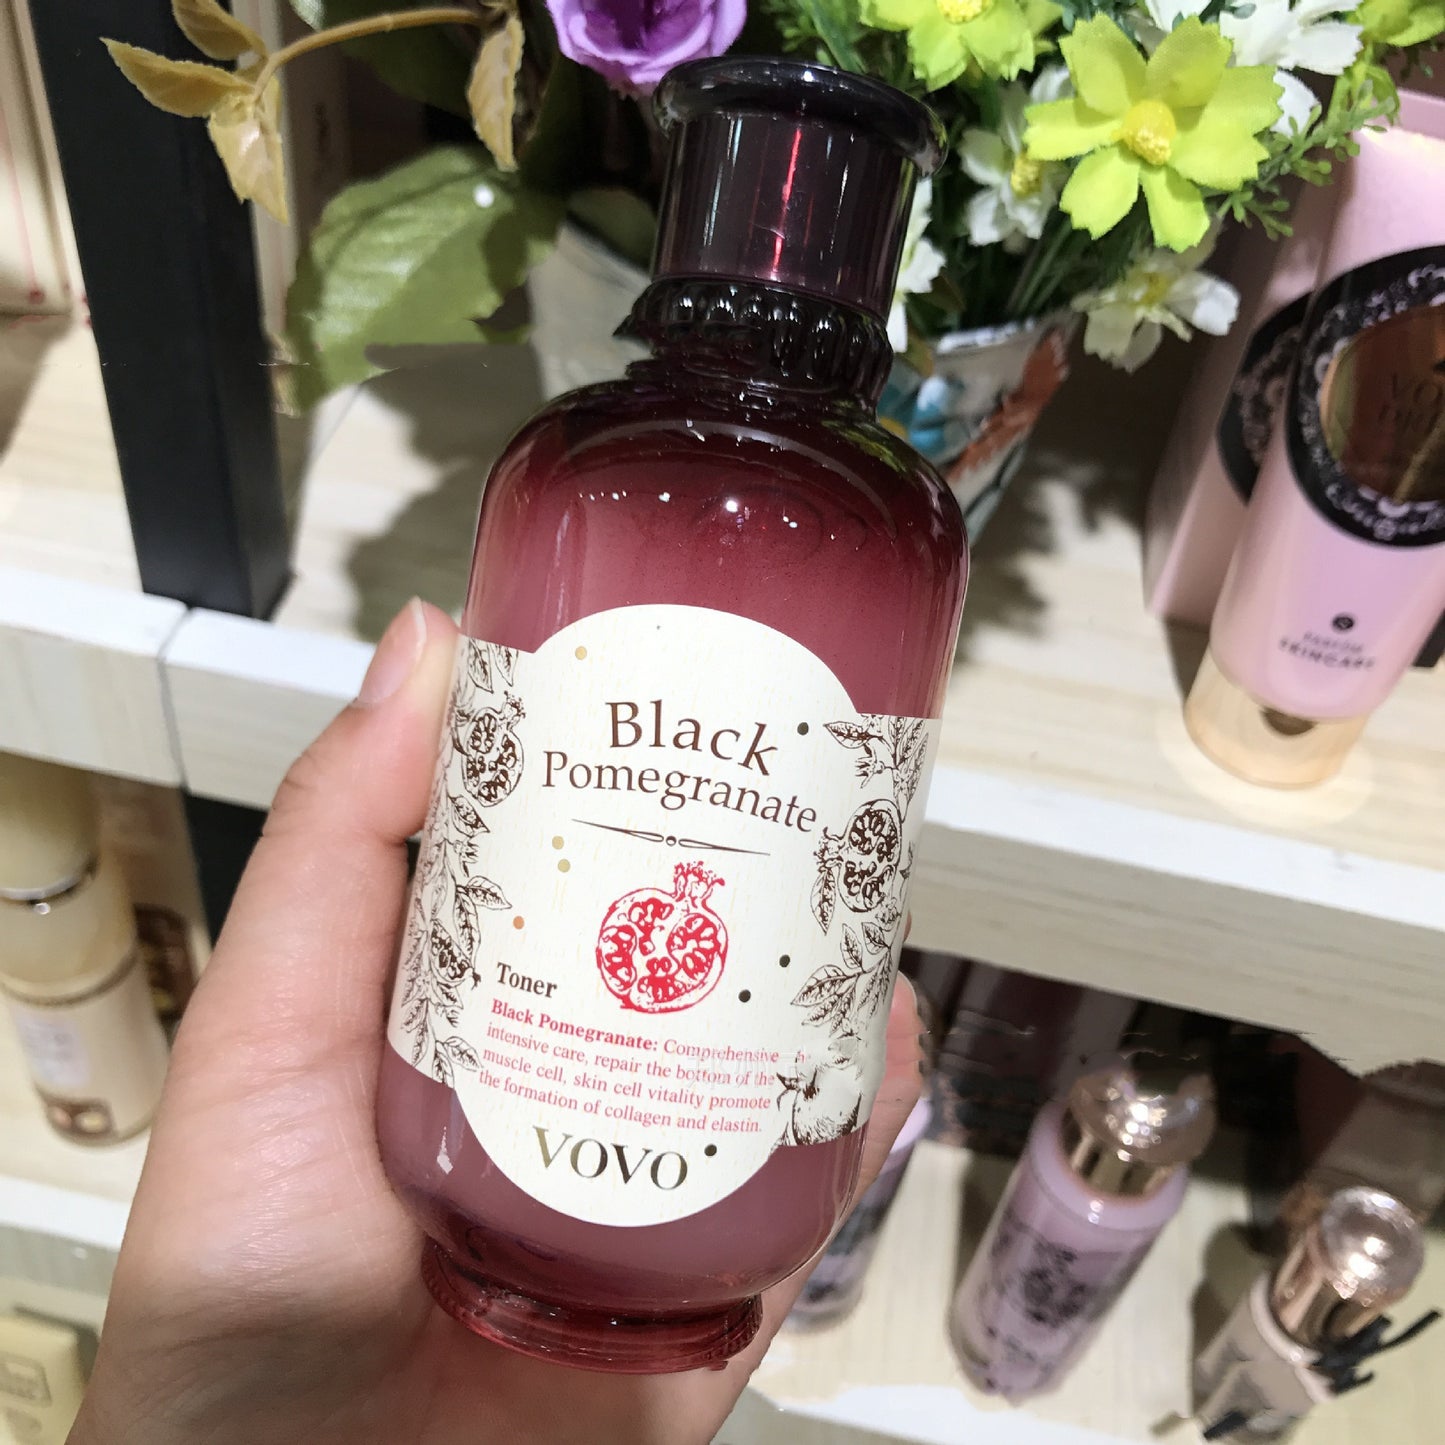 Black
Pomegranate
Toner
Black Pomegranate: Comprehensive
intensive care, repair the bottom of the
muscle cell, skin cell vitality promote
the formation of collagen and elastin.
VOVO
PARFUM
SKINCARE